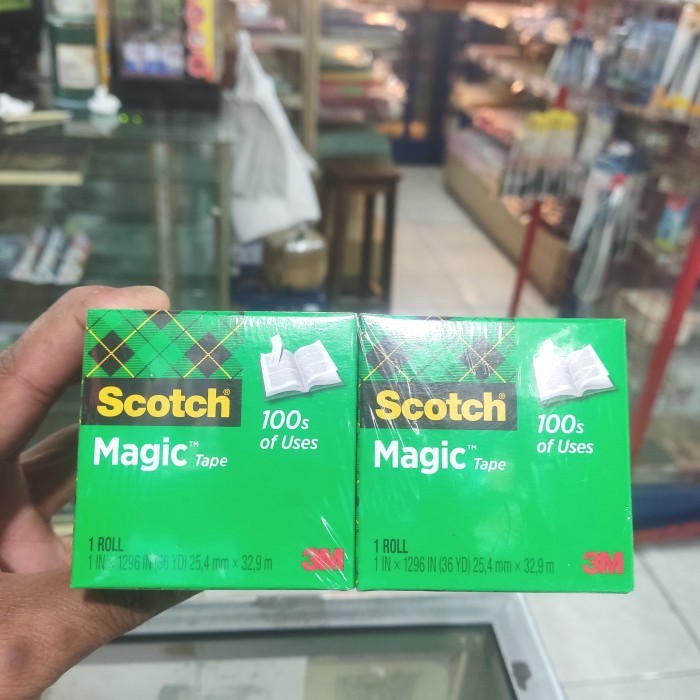 Scotch®
Magic™ Tape
100s
of Uses
1 ROLL
1 IN × 1296 IN (36 YD) 25,4 mm × 32,9 m
3M
Scotch®
Magic™ Tape
100s
of Uses
1 ROLL
1 IN × 1296 IN (36 YD) 25,4 mm × 32,9 m
3M